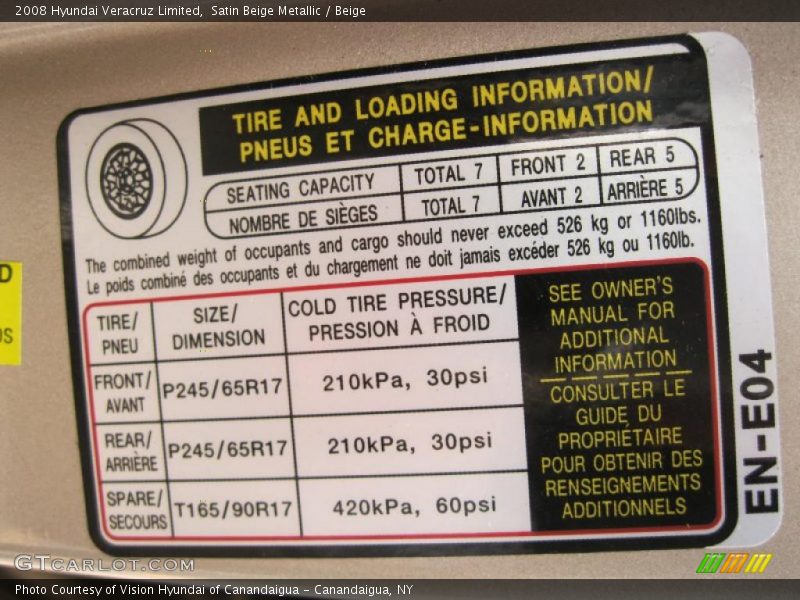 2008 Hyundai Veracruz Limited, Satin Beige Metallic / Beige
TIRE AND LOADING INFORMATION/
PNEUS ET CHARGE-INFORMATION
SEATING CAPACITY TOTAL 7 FRONT 2 REAR 5
NOMBRE DE SIÈGES TOTAL 7 AVANT 2 ARRIÈRE 5
The combined weight of occupants and cargo should never exceed 526 kg or 1160lbs.
Le poids combiné des occupants et du chargement ne doit jamais excéder 526 kg ou 1160lb.
TIRE/
PNEU
SIZE/
DIMENSION
COLD TIRE PRESSURE/
PRESSION À FROID
FRONT/
AVANT
P245/65R17
210kPa, 30psi
REAR/
ARRIÈRE
P245/65R17
210kPa, 30psi
SPARE/
SECOURS
T165/90R17
420kPa, 60psi
SEE OWNER'S
MANUAL FOR
ADDITIONAL
INFORMATION
CONSULTER LE
GUIDE DU
PROPRIÉTAIRE
POUR OBTENIR DES
RENSEIGNEMENTS
ADDITIONNELS
EN-E04
D
OS
GTCARLOT.COM
Photo Courtesy of Vision Hyundai of Canandaigua - Canandaigua, NY